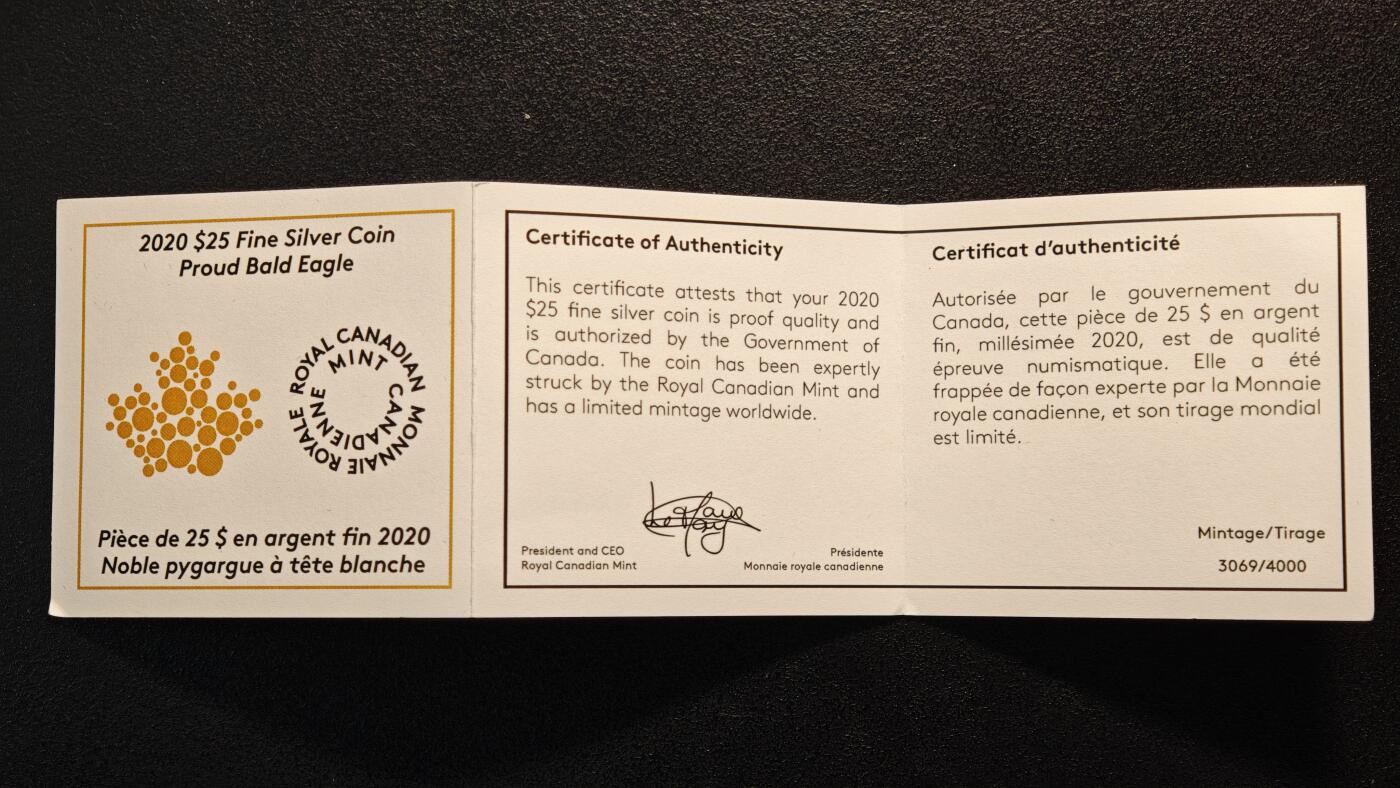 2020 $25 Fine Silver Coin
Proud Bald Eagle
ROYAL CANADIAN MINT
MONNAIE ROYALE CANADIENNE
Pièce de 25 $ en argent fin 2020
Noble pygargue à tête blanche
Certificate of Authenticity
This certificate attests that your 2020
$25 fine silver coin is proof quality and
is authorized by the Government of
Canada. The coin has been expertly
struck by the Royal Canadian Mint and
has a limited mintage worldwide.
President and CEO
Royal Canadian Mint
Présidente
Monnaie royale canadienne
Certificat d'authenticité
Autorisée par le gouvernement du
Canada, cette pièce de 25 $ en argent
fin, millésimée 2020, est de qualité
épreuve numismatique. Elle a été
frappée de façon experte par la Monnaie
royale canadienne, et son tirage mondial
est limité.
Mintage/Tirage
3069/4000